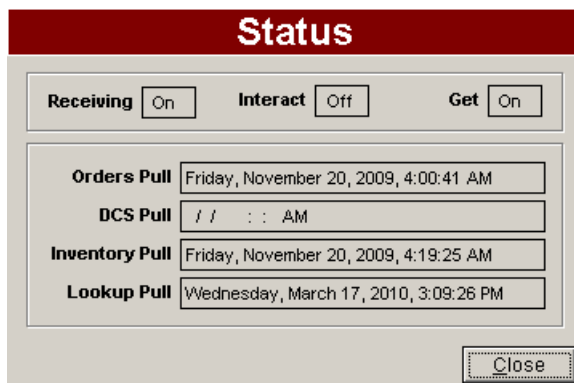 Status
Receiving On Interact Off Get On
Orders Pull Friday, November 20, 2009, 4:00:41 AM
DCS Pull / / : : AM
Inventory Pull Friday, November 20, 2009, 4:19:25 AM
Lookup Pull Wednesday, March 17, 2010, 3:09:26 PM
Close